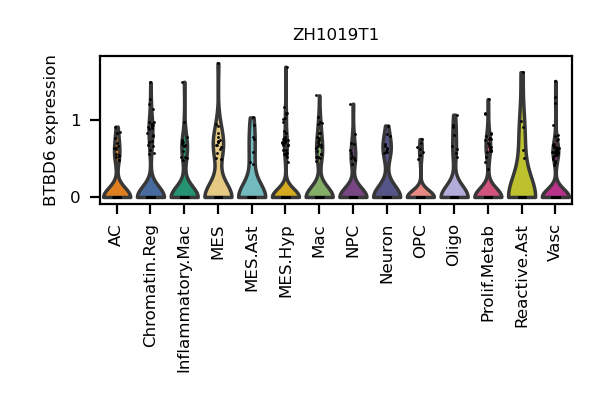 ZH1019T1
BTBD6 expression
1
0
AC
Chromatin.Reg
Inflammatory.Mac
MES
MES.Ast
MES.Hyp
Mac
NPC
Neuron
OPC
Oligo
Prolif.Metab
Reactive.Ast
Vasc